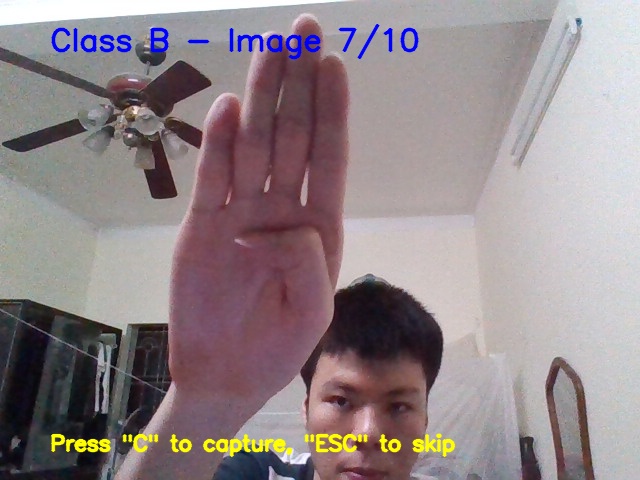 Class B - Image 7/10
Press "C" to capture, "ESC" to skip